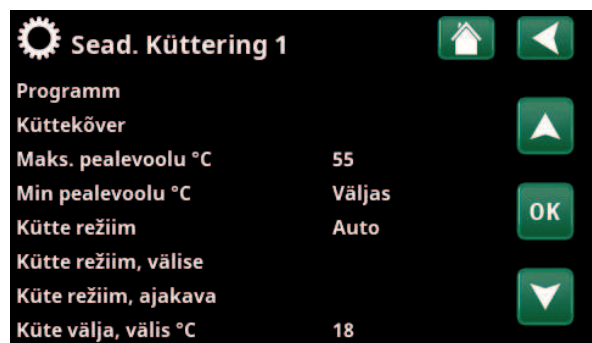 Sead. Küttering 1
Programm
Küttekõver
Maks. pealevoolu °C 55
Min pealevoolu °C Väljas
Kütte režiim Auto
OK
Kütte režiim, välise
Küte režiim, ajakava
Küte välja, välis °C 18